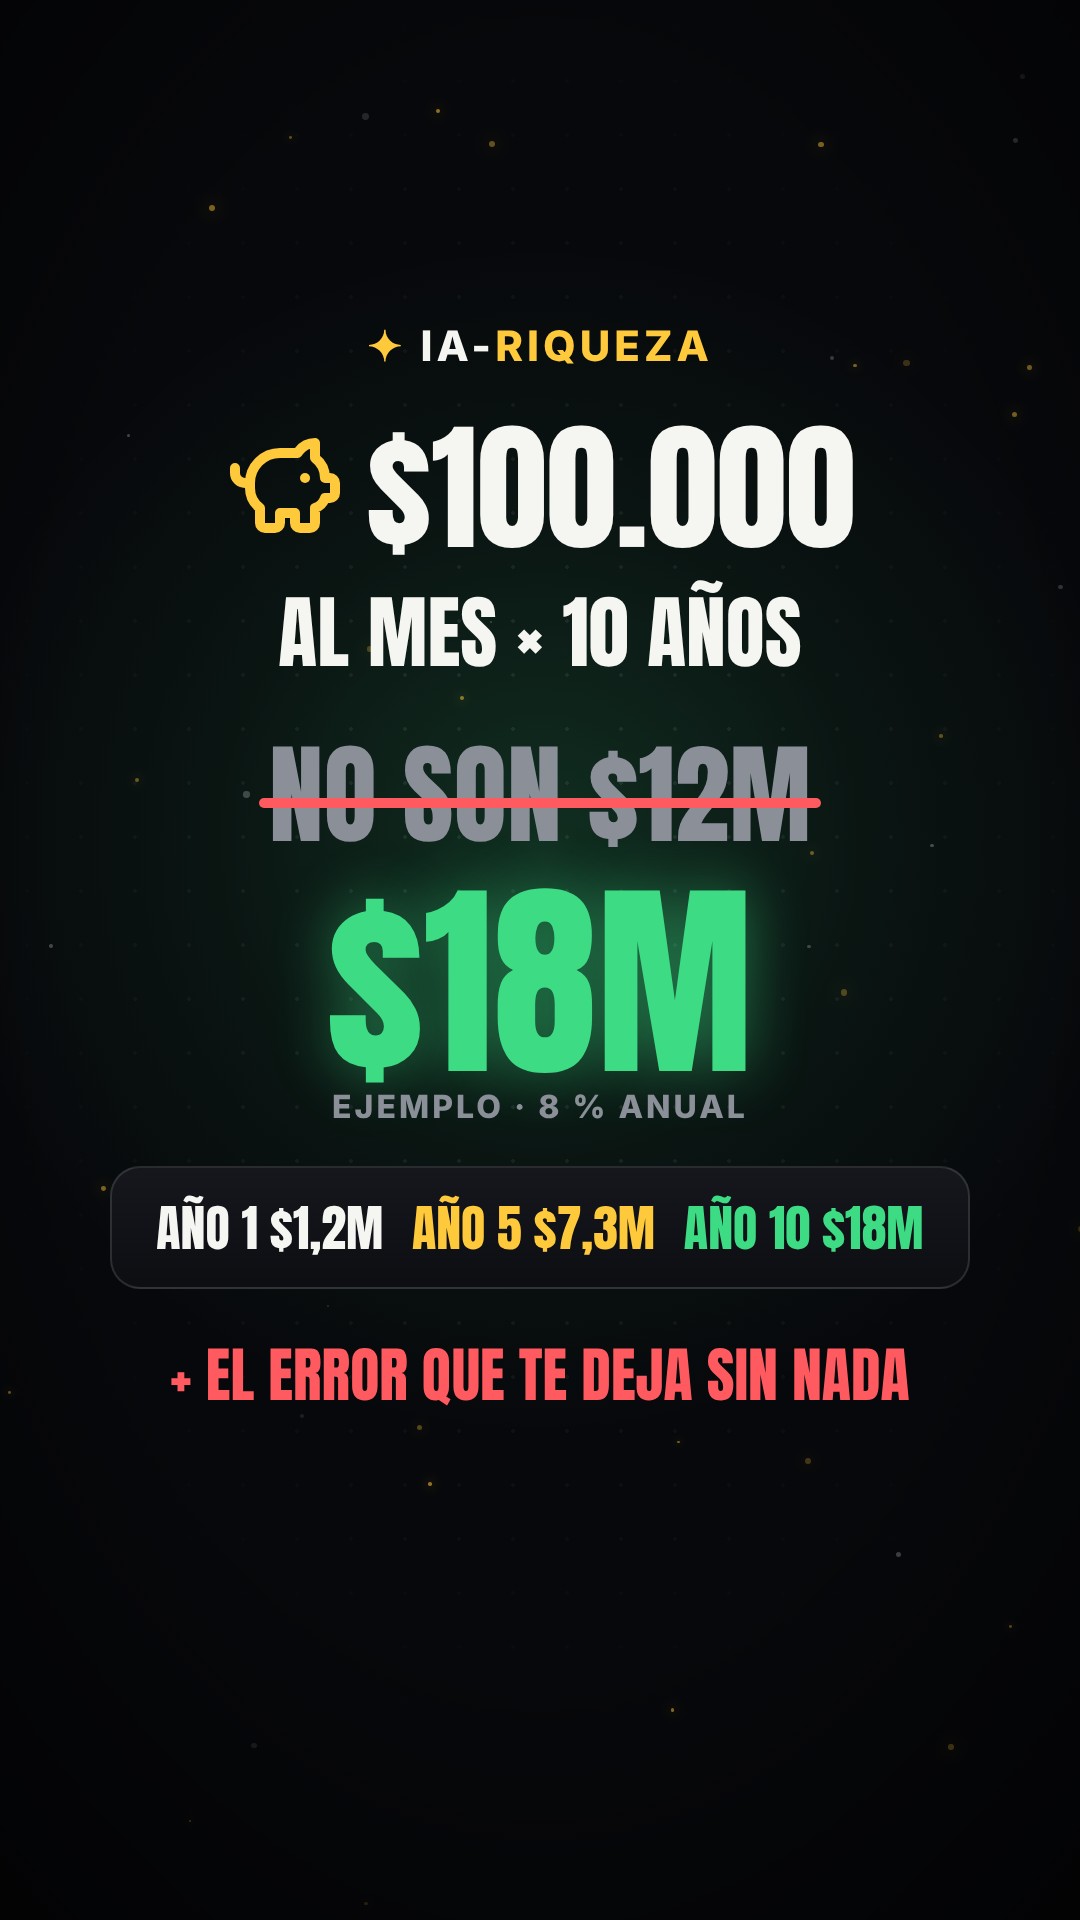 ✦ IA-RIQUEZA
$100.000
AL MES × 10 AÑOS
NO SON $12M
$18M
EJEMPLO · 8 % ANUAL
AÑO 1 $1,2M AÑO 5 $7,3M AÑO 10 $18M
+ EL ERROR QUE TE DEJA SIN NADA